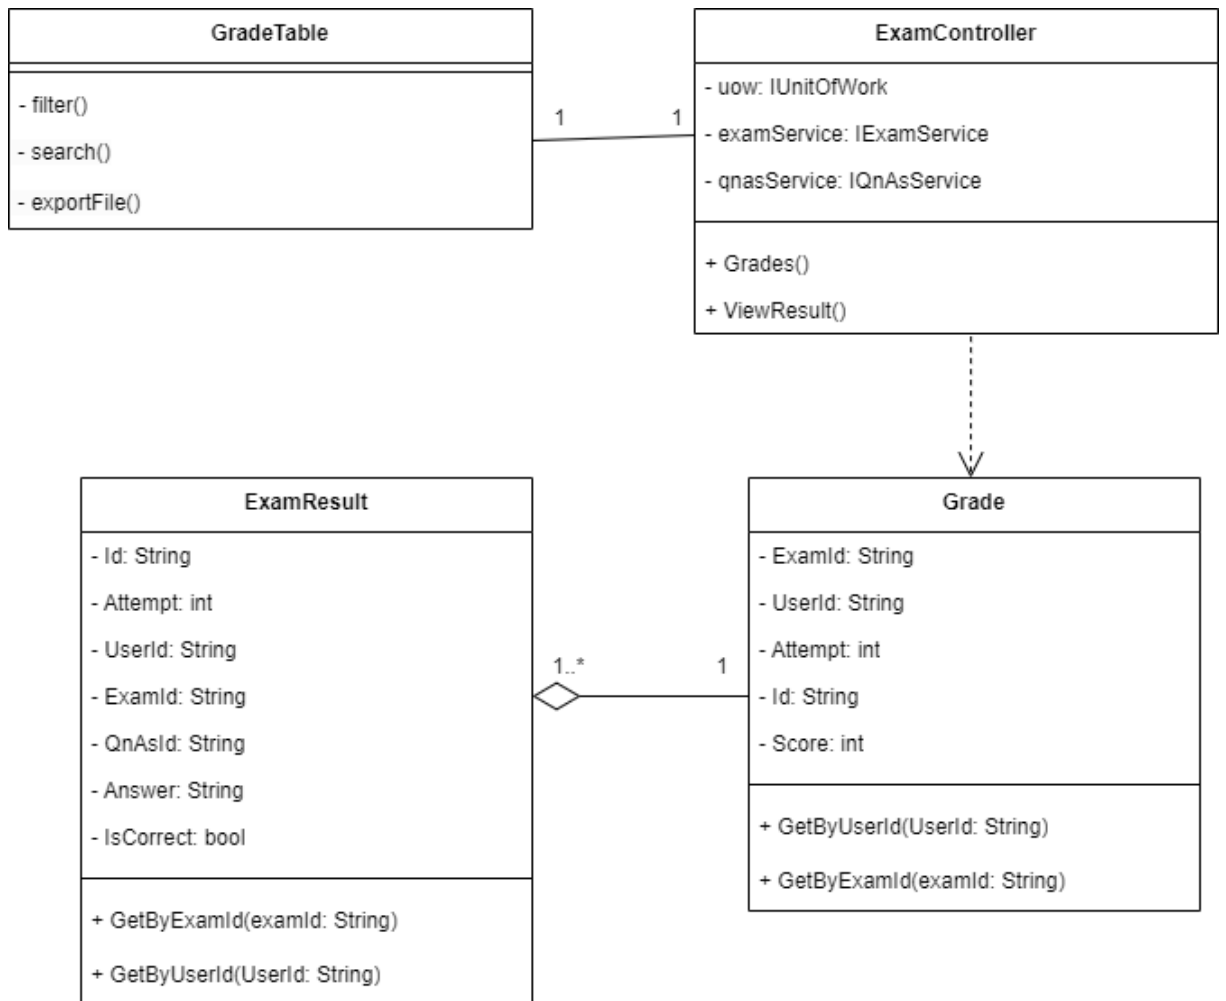 GradeTable
- filter()
- search()
- exportFile()
1
1
ExamController
- uow: IUnitOfWork
- examService: IExamService
- qnasService: IQnAsService
+ Grades()
+ ViewResult()
ExamResult
- Id: String
- Attempt: int
- UserId: String
- ExamId: String
- QnAsId: String
- Answer: String
- IsCorrect: bool
+ GetByExamId(examId: String)
+ GetByUserId(UserId: String)
1..*
1
Grade
- ExamId: String
- UserId: String
- Attempt: int
- Id: String
- Score: int
+ GetByUserId(UserId: String)
+ GetByExamId(examId: String)